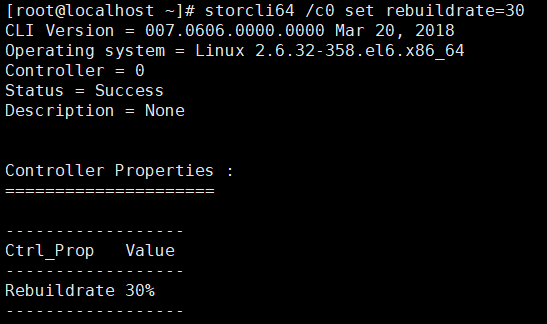 [root@localhost ~]# storcli64 /c0 set rebuildrate=30
CLI Version = 007.0606.0000.0000 Mar 20, 2018
Operating system = Linux 2.6.32-358.el6.x86_64
Controller = 0
Status = Success
Description = None
Controller Properties :
=====================
------------------
Ctrl_Prop   Value
------------------
Rebuildrate 30%
------------------